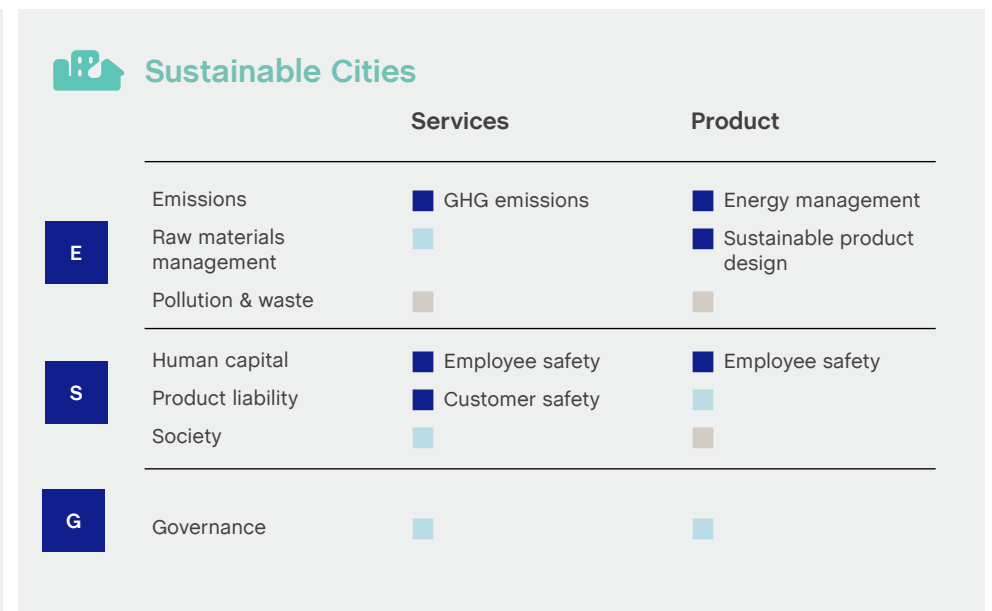 Sustainable Cities
Services Product
E
Emissions GHG emissions Energy management
Raw materials
management
Sustainable product
design
Pollution & waste
S
Human capital Employee safety Employee safety
Product liability Customer safety
Society
G
Governance